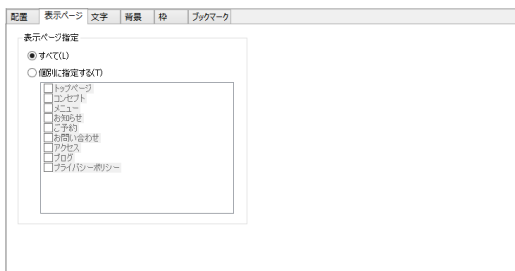 配置 表示ページ 文字 背景 枠 ブックマーク
表示ページ指定
すべて(L)
個別に指定する(T)
トップページ
コンセプト
メニュー
お知らせ
ご予約
お問い合わせ
アクセス
ブログ
プライバシーポリシー